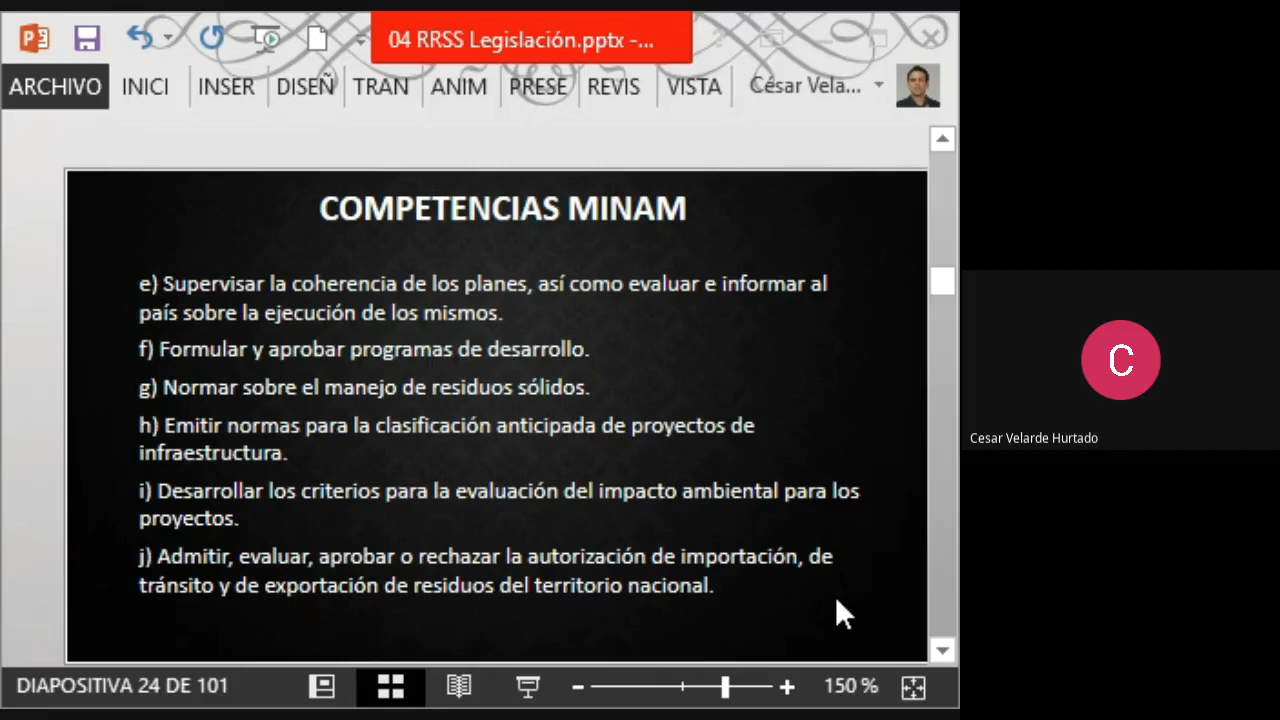 04 RRSS Legislación.pptx -...
ARCHIVO INICI INSER DISEÑ TRAN ANIM PRESE REVIS VISTA César Vela...
COMPETENCIAS MINAM
e) Supervisar la coherencia de los planes, así como evaluar e informar al
país sobre la ejecución de los mismos.
f) Formular y aprobar programas de desarrollo.
g) Normar sobre el manejo de residuos sólidos.
h) Emitir normas para la clasificación anticipada de proyectos de
infraestructura.
i) Desarrollar los criterios para la evaluación del impacto ambiental para los
proyectos.
j) Admitir, evaluar, aprobar o rechazar la autorización de importación, de
tránsito y de exportación de residuos del territorio nacional.
DIAPOSITIVA 24 DE 101 150 %
C
Cesar Velarde Hurtado